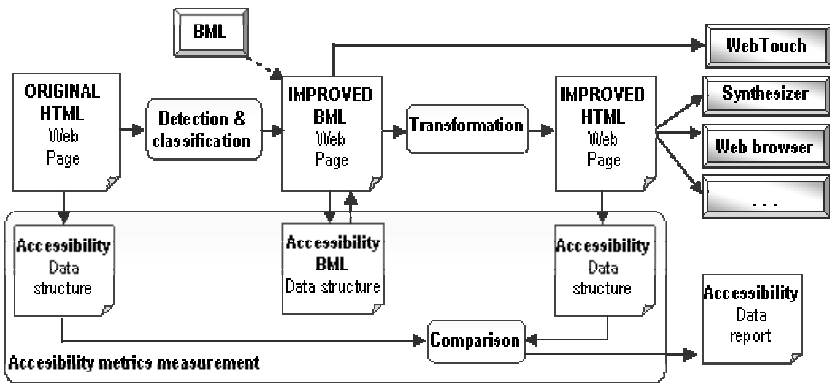 BML
WebTouch
ORIGINAL
HTML
Web
Page
Detection &
classification
IMPROVED
BML
Web
Page
Transformation
IMPROVED
HTML
Web
Page
Synthesizer
Web browser
. . .
Accessibility
Data
structure
Accessibility
BML
Data structure
Accessibility
Data
structure
Accessibility
Data
report
Comparison
Accesibility metrics measurement